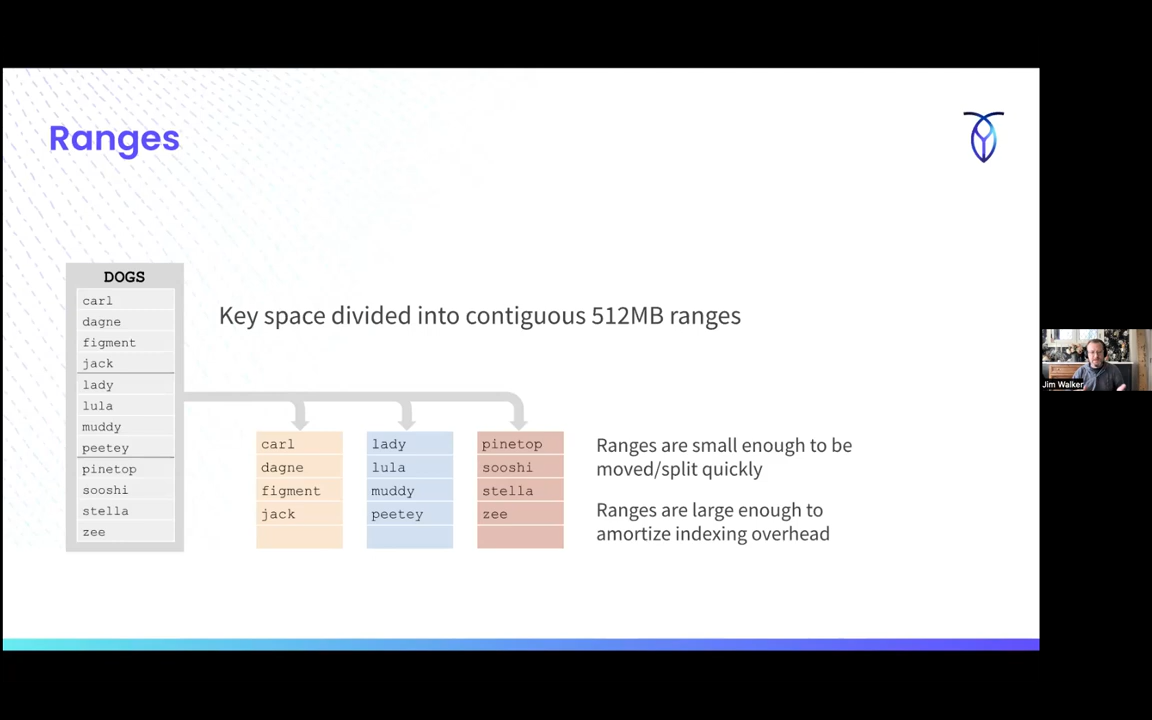 Ranges
DOGS
carl
dagne
figment
jack
lady
lula
muddy
peetey
pinetop
sooshi
stella
zee
Key space divided into contiguous 512MB ranges
carl
dagne
figment
jack
lady
lula
muddy
peetey
pinetop
sooshi
stella
zee
Ranges are small enough to be
moved/split quickly
Ranges are large enough to
amortize indexing overhead
Jim Walker